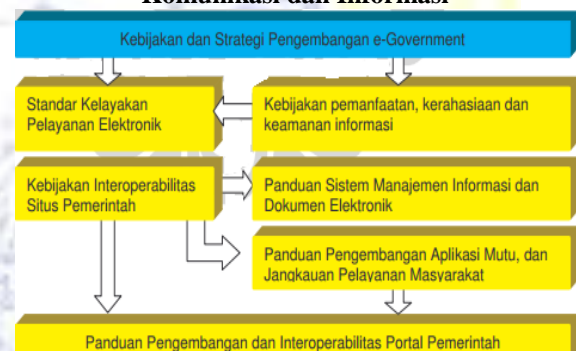 Komunikasi dan Informasi
Kebijakan dan Strategi Pengembangan e-Government
Standar Kelayakan
Pelayanan Elektronik
Kebijakan pemanfaatan, kerahasiaan dan
keamanan informasi
Kebijakan Interoperabilitas
Situs Pemerintah
Panduan Sistem Manajemen Informasi dan
Dokumen Elektronik
Panduan Pengembangan Aplikasi Mutu, dan
Jangkauan Pelayanan Masyarakat
Panduan Pengembangan dan Interoperabilitas Portal Pemerintah